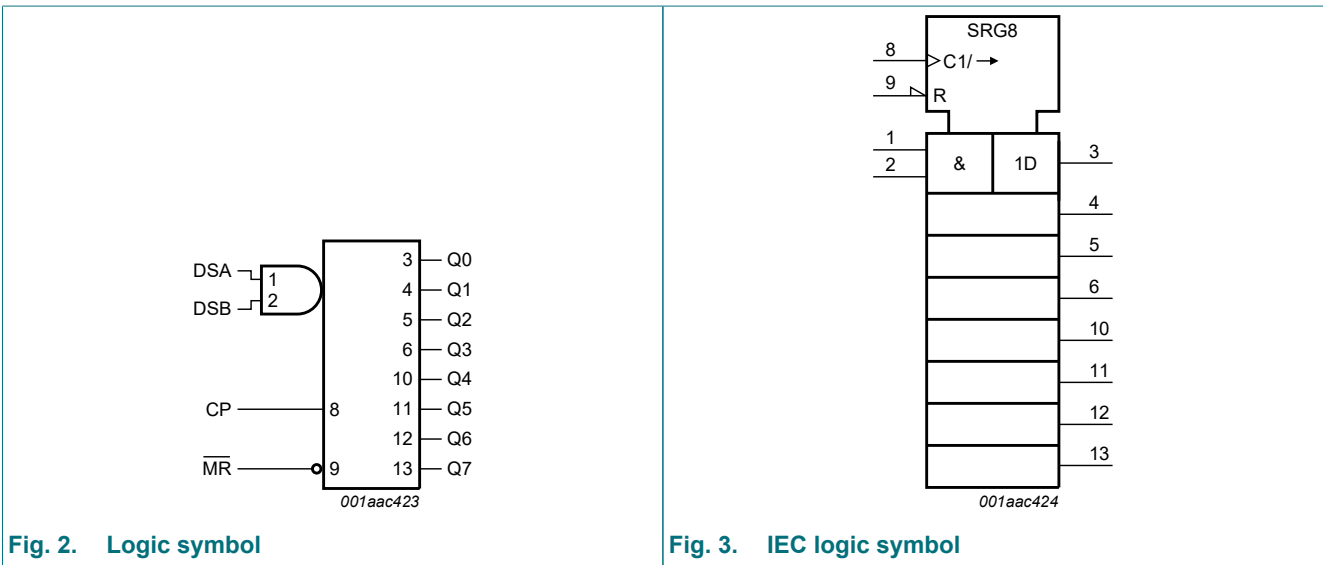 DSA
1
DSB
2
CP
8
MR
9
3
Q0
4
Q1
5
Q2
6
Q3
10
Q4
11
Q5
12
Q6
13
Q7
001aac423
Fig. 2. Logic symbol
SRG8
8
C1/ →
9
R
1
2
&
1D
3
4
5
6
10
11
12
13
001aac424
Fig. 3. IEC logic symbol